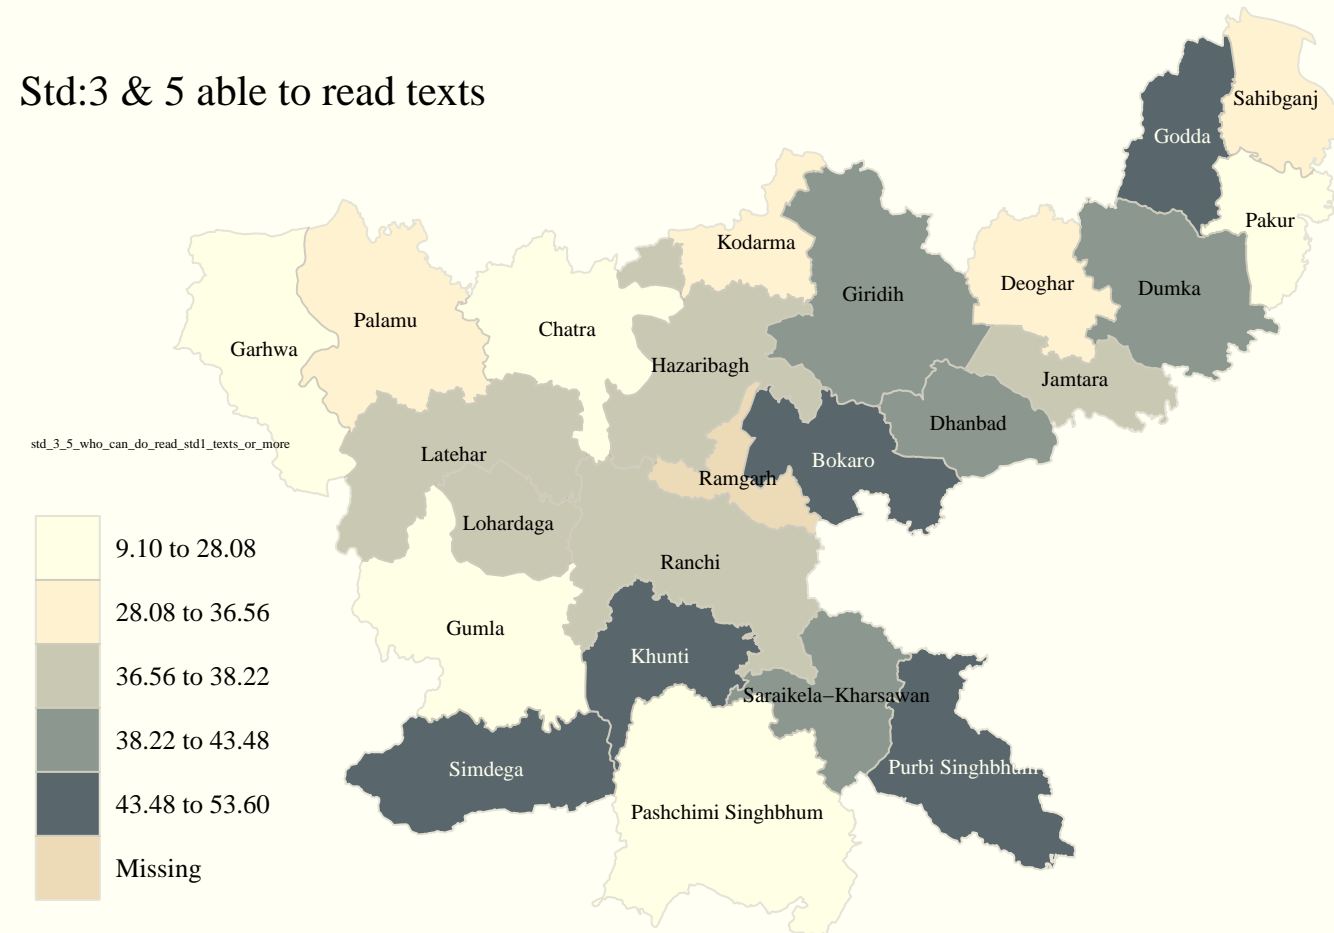 Std:3 & 5 able to read texts
Sahibganj
Godda
Pakur
Kodarma
Deoghar
Dumka
Giridih
Palamu
Chatra
Garhwa
Hazaribagh
Jamtara
Dhanbad
std_3_5_who_can_do_read_std1_texts_or_more
Latehar
Bokaro
Ramgarh
Lohardaga
9.10 to 28.08
Ranchi
28.08 to 36.56
Gumla
Khunti
36.56 to 38.22
Saraikela–Kharsawan
38.22 to 43.48
Simdega
Purbi Singhbhum
43.48 to 53.60
Pashchimi Singhbhum
Missing